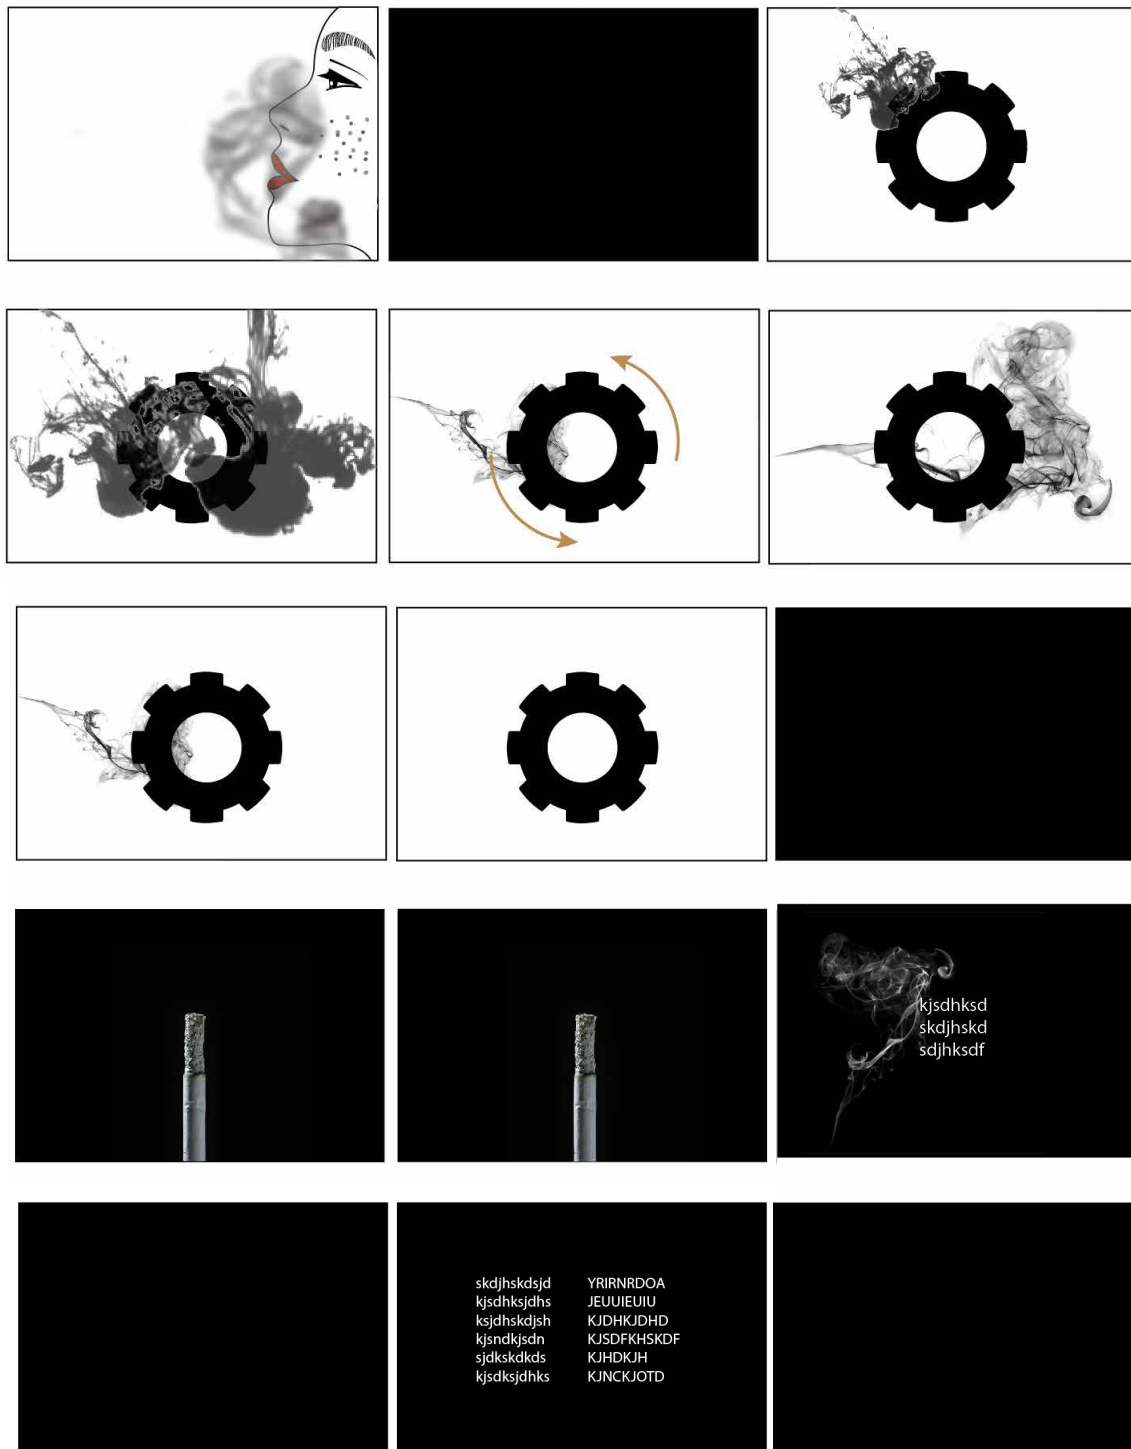 kjsdhksd
skdjhskd
sdjhksdf
skdjhskdsjd YRIRNRDOA
kjsdhksjdhs JEUUIEUIU
ksjdhskdjsh KJDHKJDHD
kjsndkjsdn KJSDFKHSKDF
sjdkskdkds KJHDKJH
kjsdksjdhks KJNCKJOTD